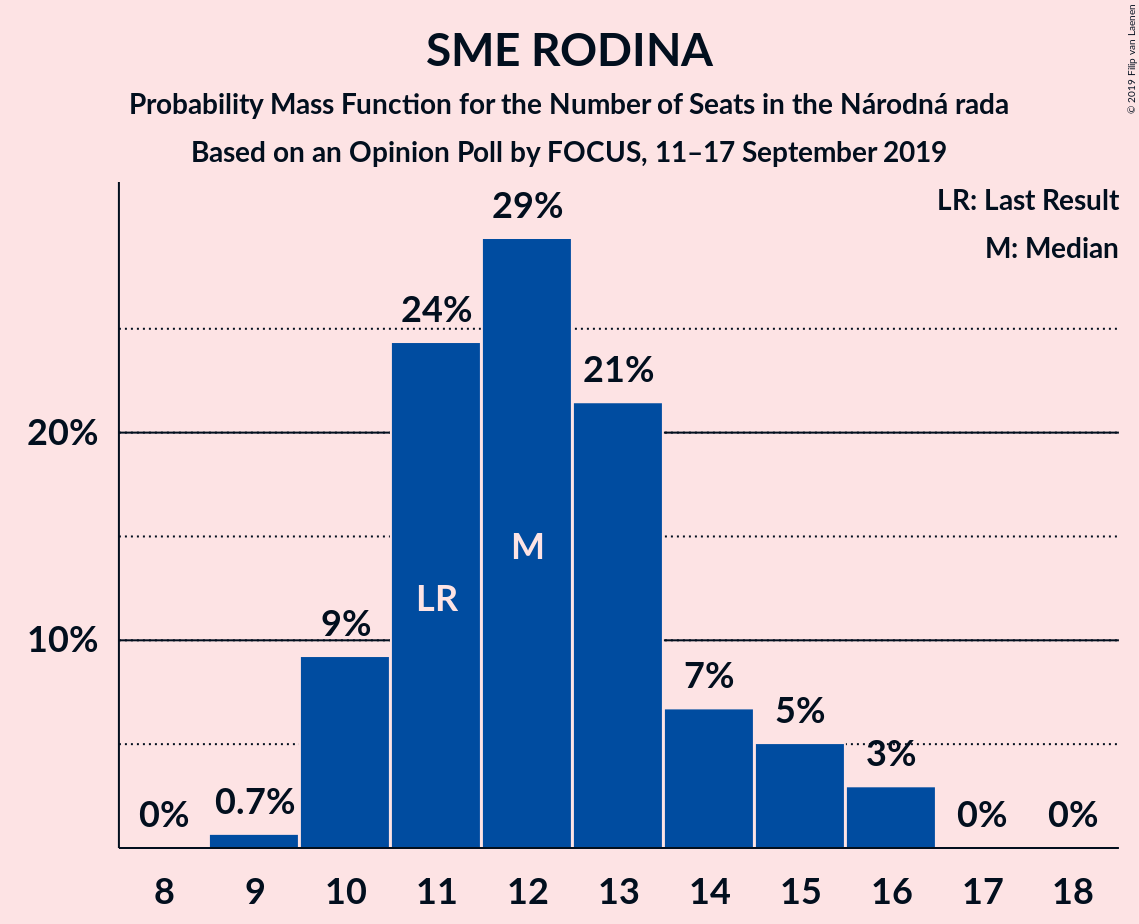 SME RODINA
Probability Mass Function for the Number of Seats in the Národná rada
Based on an Opinion Poll by FOCUS, 11–17 September 2019
© 2019 Filip van Laenen
LR: Last Result
M: Median
29%
24%
21%
20%
M
LR
9%
10%
7%
5%
3%
0%
0.7%
0%
0%
8 9 10 11 12 13 14 15 16 17 18